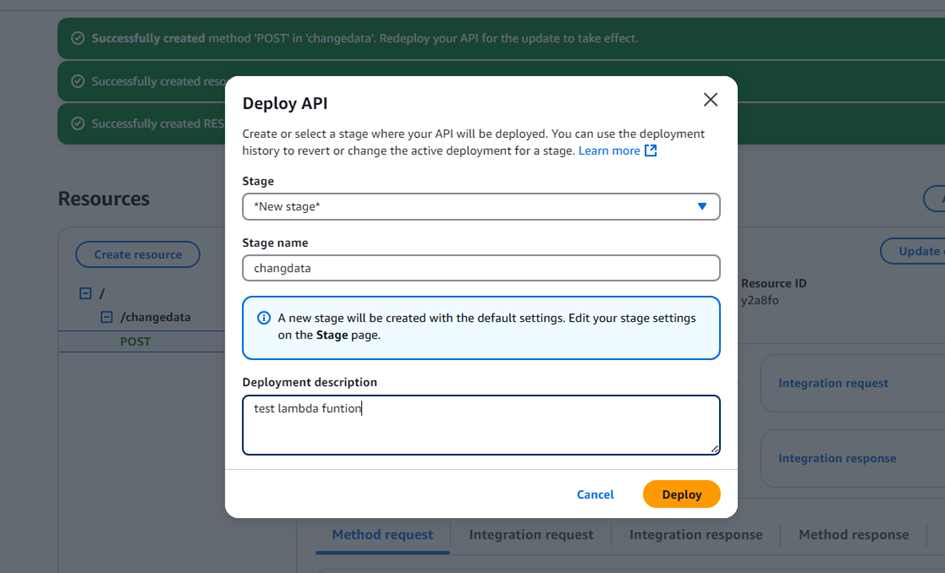 Successfully created method 'POST' in 'changedata'. Redeploy your API for the update to take effect.
Successfully created
Successfully created
Deploy API
Create or select a stage where your API will be deployed. You can use the deployment
history to revert or change the active deployment for a stage. Learn more
Stage
*New stage*
Stage name
changdata
A new stage will be created with the default settings. Edit your stage settings
on the Stage page.
Deployment description
test lambda funtion
Cancel
Deploy
Resources
Create resource
/
/changedata
POST
Update
Resource ID
y2a8fo
Integration request
Integration response
Method request
Integration request
Integration response
Method response